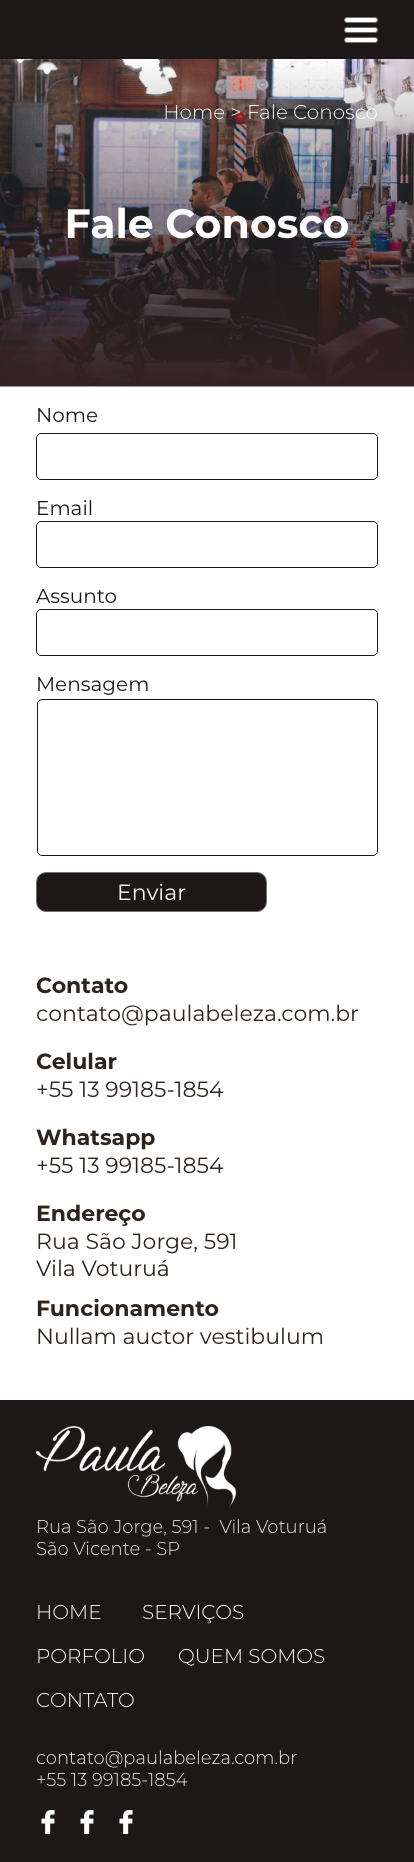 Home > Fale Conosco
Fale Conosco
Nome
Email
Assunto
Mensagem
Enviar
Contato
contato@paulabeleza.com.br
Celular
+55 13 99185-1854
Whatsapp
+55 13 99185-1854
Endereço
Rua São Jorge, 591
Vila Voturuá
Funcionamento
Nullam auctor vestibulum
Paula
Beleza
Rua São Jorge, 591 - Vila Voturuá
São Vicente - SP
HOME SERVIÇOS
PORFOLIO QUEM SOMOS
CONTATO
contato@paulabeleza.com.br
+55 13 99185-1854